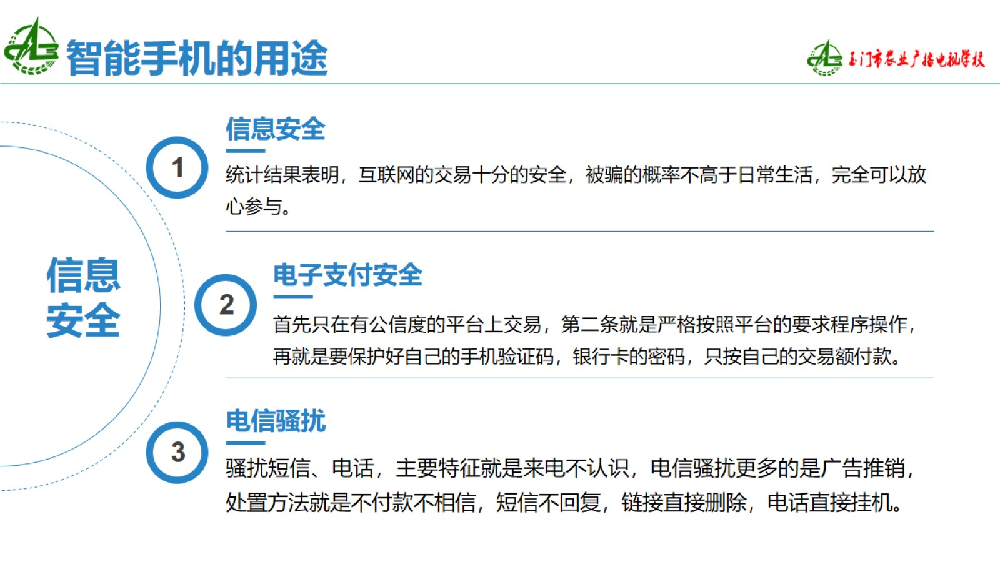 智能手机的用途
玉门市农业广播电视学校
信息
安全
1
信息安全
统计结果表明，互联网的交易十分的安全，被骗的概率不高于日常生活，完全可以放
心参与。
2
电子支付安全
首先只在有公信度的平台上交易，第二条就是严格按照平台的要求程序操作，
再就是要保护好自己的手机验证码，银行卡的密码，只按自己的交易额付款。
3
电信骚扰
骚扰短信、电话，主要特征就是来电不认识，电信骚扰更多的是广告推销，
处置方法就是不付款不相信，短信不回复，链接直接删除，电话直接挂机。